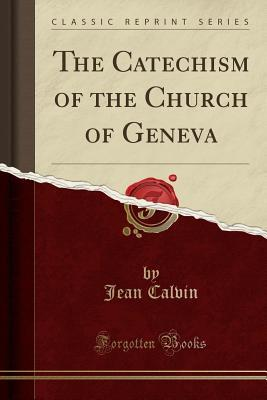 CLASSIC REPRINT SERIES
THE CATECHISM
OF THE CHURCH
OF GENEVA
F
by
Jean Calvin
Forgotten Books